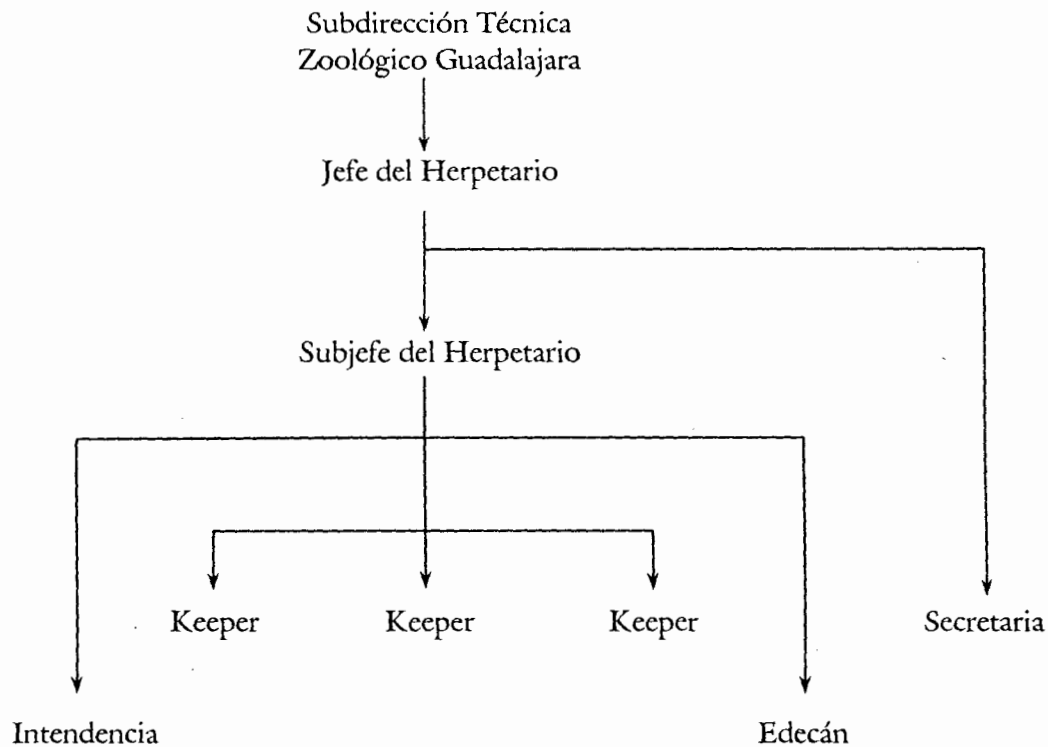 Subdirección Técnica
Zoológico Guadalajara
Jefe del Herpetario
Subjefe del Herpetario
Keeper
Keeper
Keeper
Secretaria
Intendencia
Edecán